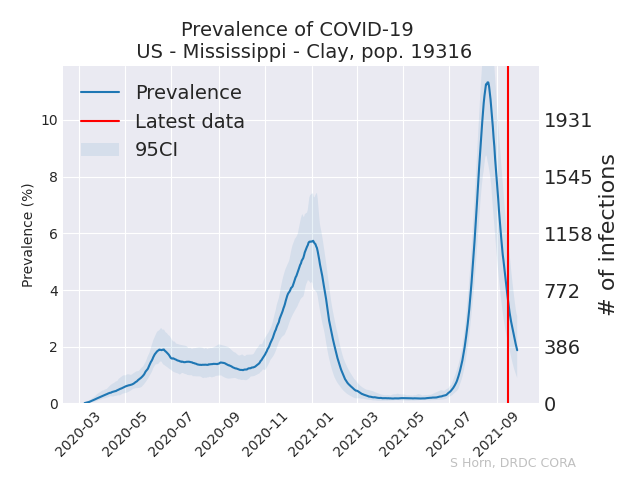 Prevalence of COVID-19
US - Mississippi - Clay, pop. 19316
Prevalence
Latest data
95CI
Prevalence (%)
10
8
6
4
2
0
1931
1545
1158
772
386
0
# of infections
2020-03
2020-05
2020-07
2020-09
2020-11
2021-01
2021-03
2021-05
2021-07
2021-09
S Horn, DRDC CORA